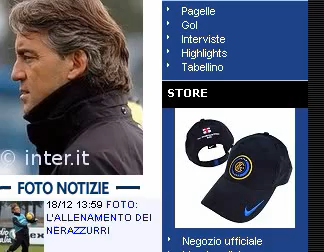 Pagelle
Gol
Interviste
Highlights
Tabellino
STORE
© inter.it
FOTO NOTIZIE
18/12 13:59 FOTO:
L'ALLENAMENTO DEI
NERAZZURRI
Negozio ufficiale